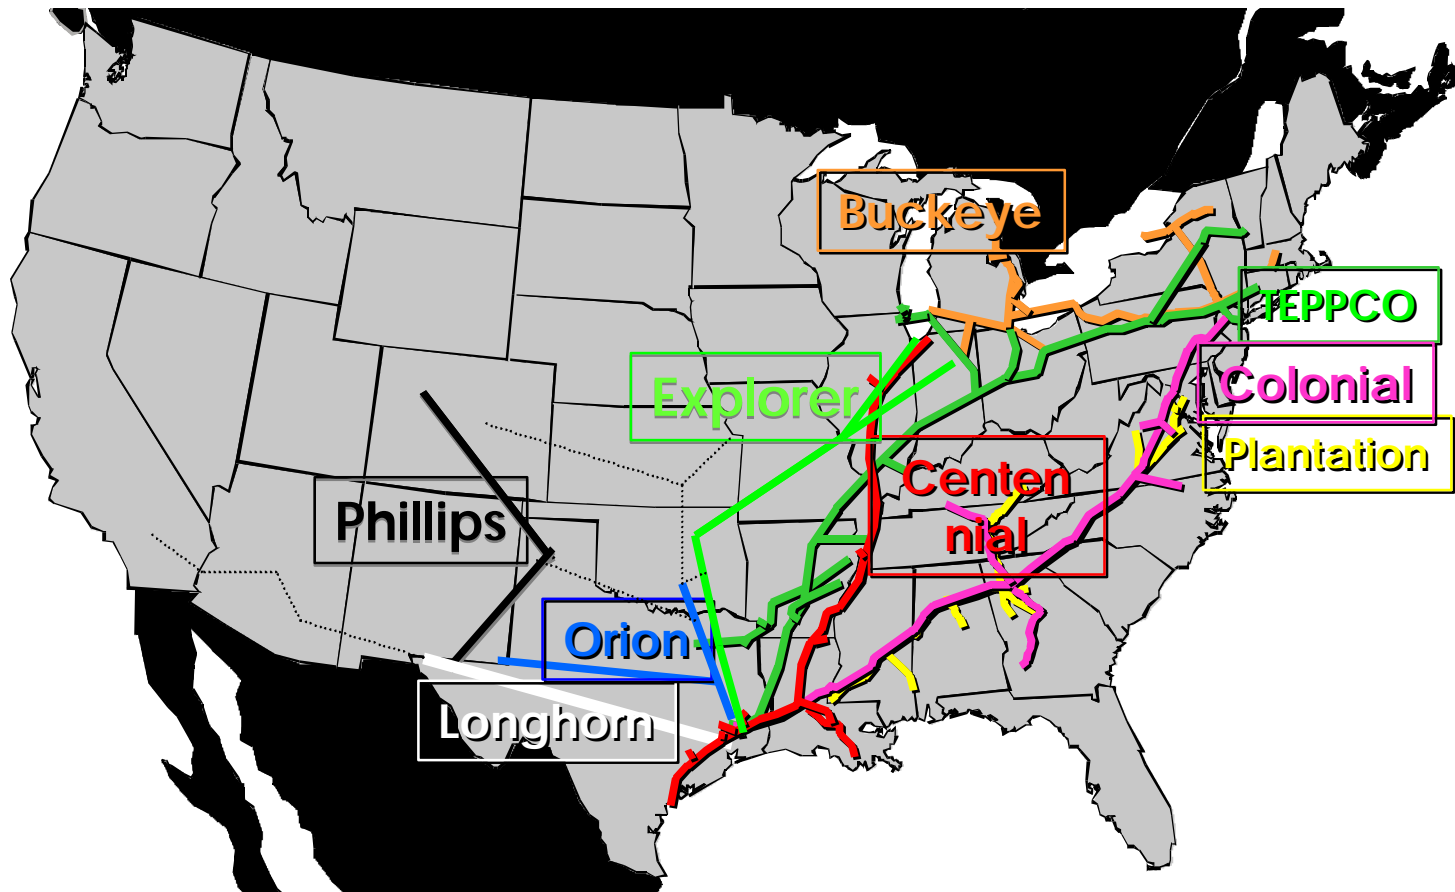 Buckeye
TEPPCO
Explorer
Colonial
Plantation
Centen
nial
Phillips
Orion
Longhorn